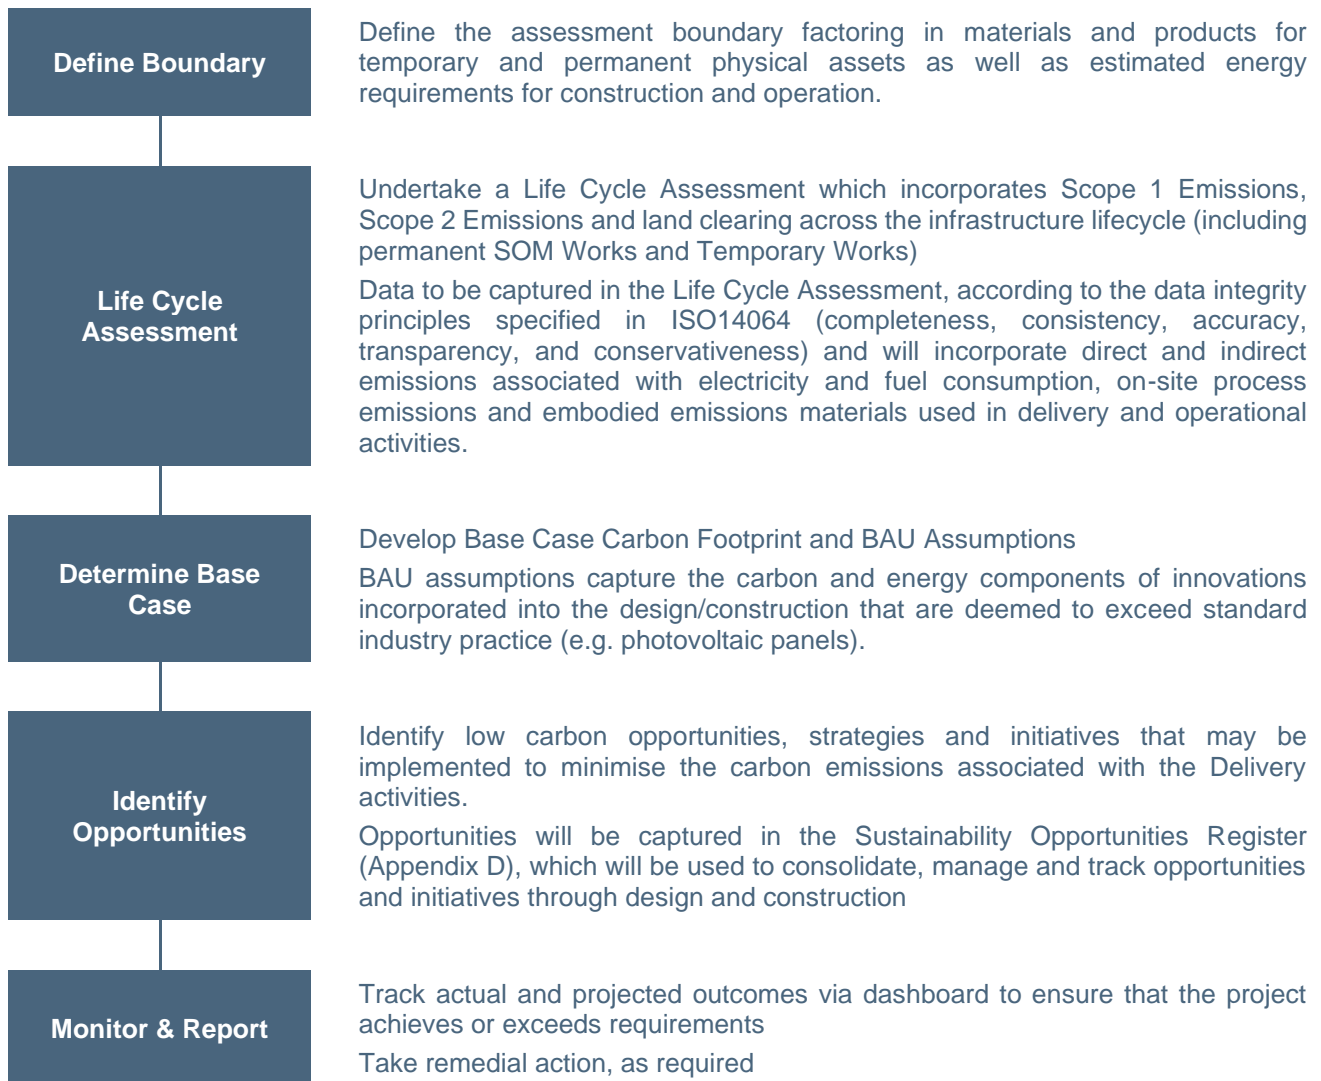 Define Boundary
Define the assessment boundary factoring in materials and products for
temporary and permanent physical assets as well as estimated energy
requirements for construction and operation.
Life Cycle
Assessment
Undertake a Life Cycle Assessment which incorporates Scope 1 Emissions,
Scope 2 Emissions and land clearing across the infrastructure lifecycle (including
permanent SOM Works and Temporary Works)
Data to be captured in the Life Cycle Assessment, according to the data integrity
principles specified in ISO14064 (completeness, consistency, accuracy,
transparency, and conservativeness) and will incorporate direct and indirect
emissions associated with electricity and fuel consumption, on-site process
emissions and embodied emissions materials used in delivery and operational
activities.
Determine Base
Case
Develop Base Case Carbon Footprint and BAU Assumptions
BAU assumptions capture the carbon and energy components of innovations
incorporated into the design/construction that are deemed to exceed standard
industry practice (e.g. photovoltaic panels).
Identify
Opportunities
Identify low carbon opportunities, strategies and initiatives that may be
implemented to minimise the carbon emissions associated with the Delivery
activities.
Opportunities will be captured in the Sustainability Opportunities Register
(Appendix D), which will be used to consolidate, manage and track opportunities
and initiatives through design and construction
Monitor & Report
Track actual and projected outcomes via dashboard to ensure that the project
achieves or exceeds requirements
Take remedial action, as required